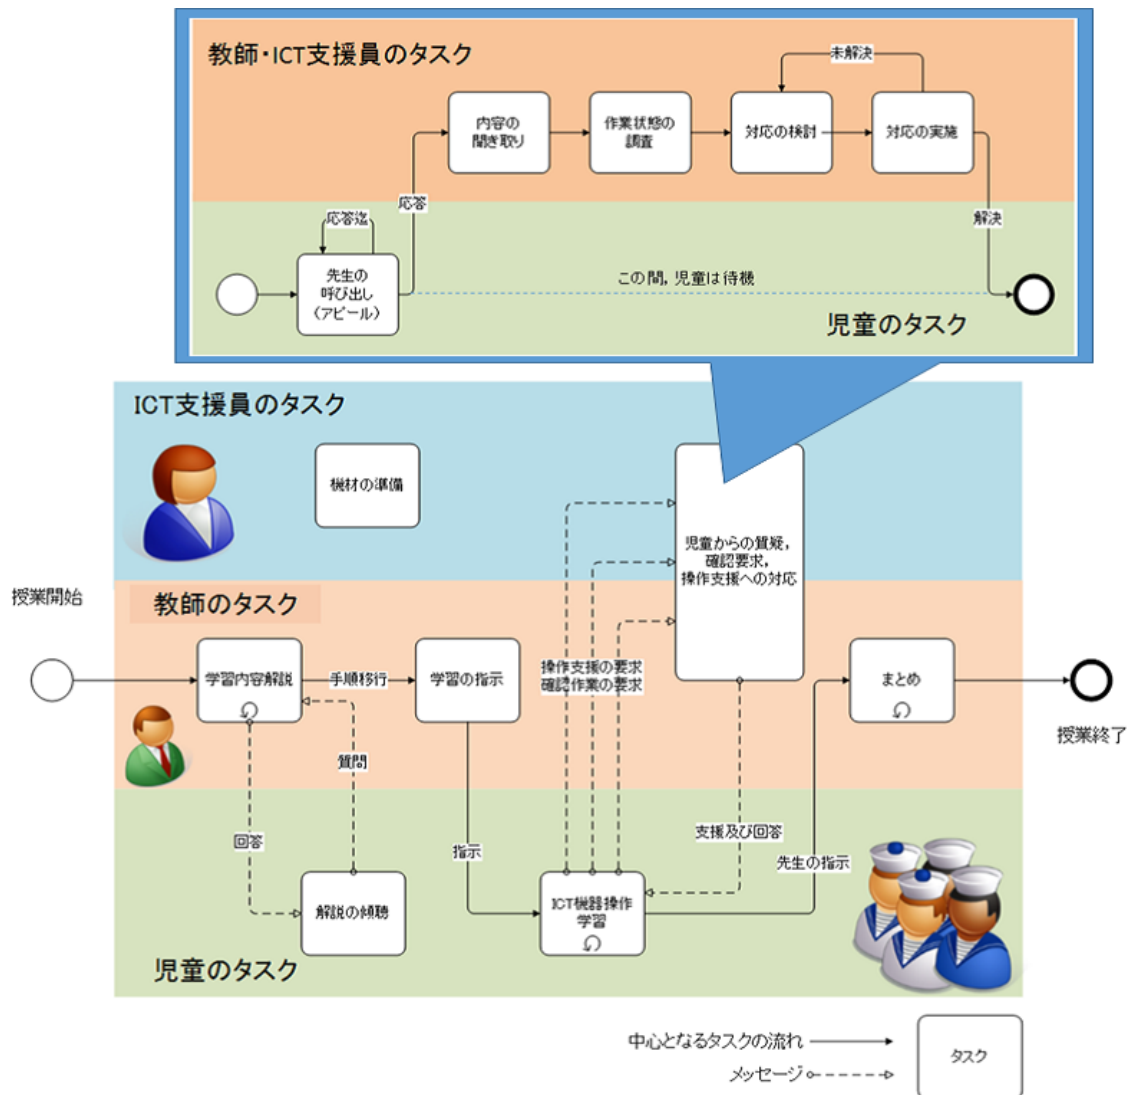 教師・ICT支援員のタスク
未解決
内容の
聞き取り
作業状態の
調査
対応の検討
対応の実施
応答
応答迄
解決
先生の
呼び出し
（アピール）
この間，児童は待機
児童のタスク
ICT支援員のタスク
機材の準備
児童からの質疑，
確認要求，
操作支援への対応
授業開始
教師のタスク
学習内容解説
手順移行
学習の指示
操作支援の要求
確認作業の要求
まとめ
授業終了
質問
回答
指示
支援及び回答
先生の指示
解説の傾聴
ICT機器操作
学習
児童のタスク
中心となるタスクの流れ
メッセージ
タスク